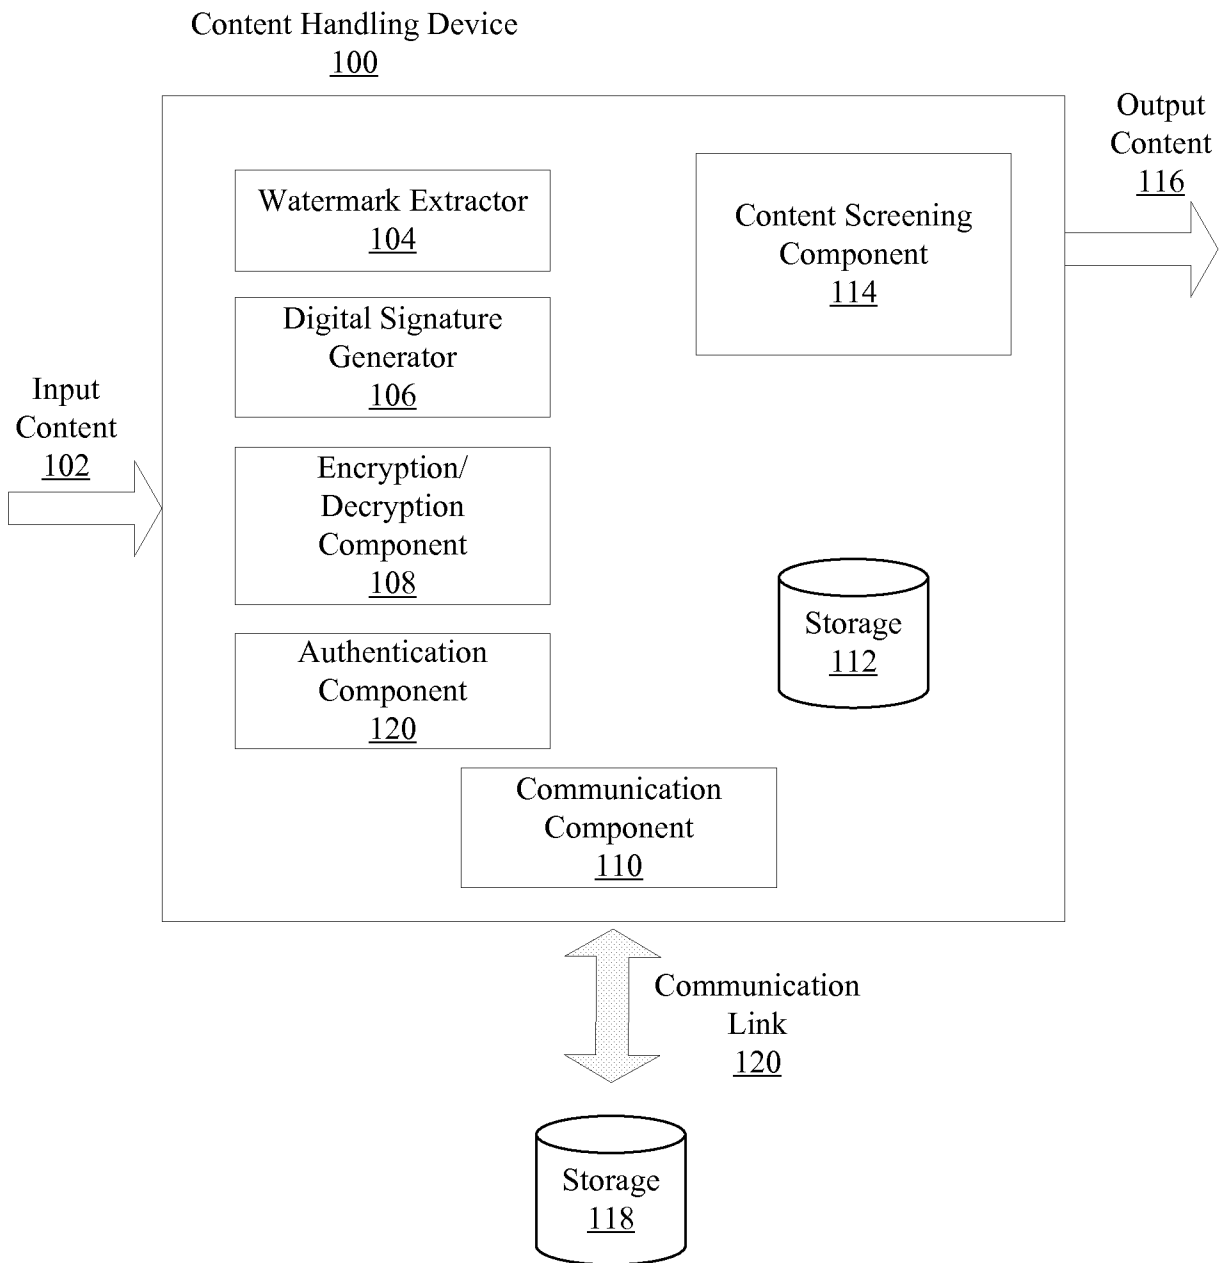 Content Handling Device
100
Output
Content
116
Watermark Extractor
104
Content Screening
Component
114
Digital Signature
Generator
106
Input
Content
102
Encryption/
Decryption
Component
108
Storage
112
Authentication
Component
120
Communication
Component
110
Communication
Link
120
Storage
118